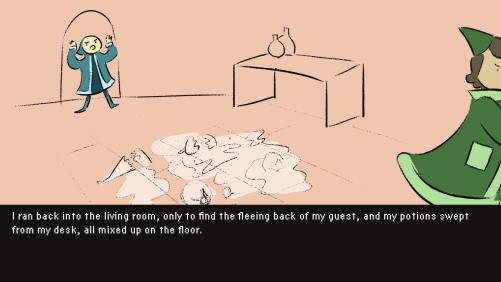 I ran back into the living room, only to find the fleeing back of my guest, and my potions swept
from my desk, all mixed up on the floor.